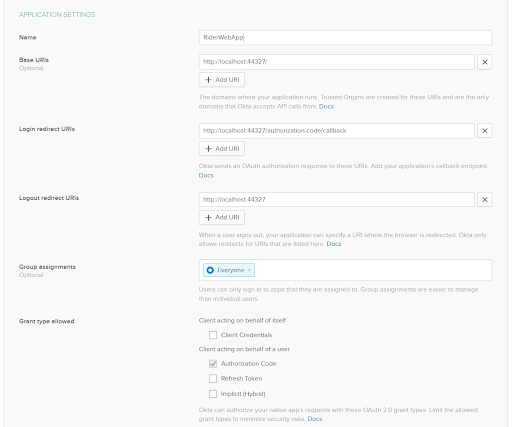 APPLICATION SETTINGS
Name
RiderWebApp
Base URIs
Optional
http://localhost:44327/
×
+ Add URI
The domains where your application runs. Trusted Origins are created for these URIs and are the only
domains that Okta accepts API calls from. Docs
Login redirect URIs
http://localhost:44327/authorization-code/callback
×
+ Add URI
Okta sends an OAuth authorization response to these URIs. Add your application's callback endpoint.
Docs
Logout redirect URIs
http://localhost:44327
×
+ Add URI
When a user signs out, your application can specify a URI where the browser is redirected. Okta only
allows redirects for URIs that are listed here. Docs
Group assignments
Optional
Everyone ×
Users can only sign in to apps that they are assigned to. Group assignments are easier to manage
than individual users.
Grant type allowed
Client acting on behalf of itself
Client Credentials
Client acting on behalf of a user
Authorization Code
Refresh Token
Implicit (Hybrid)
Okta can authorize your native app's requests with these OAuth 2.0 grant types. Limit the allowed
grant types to minimize security risks. Docs